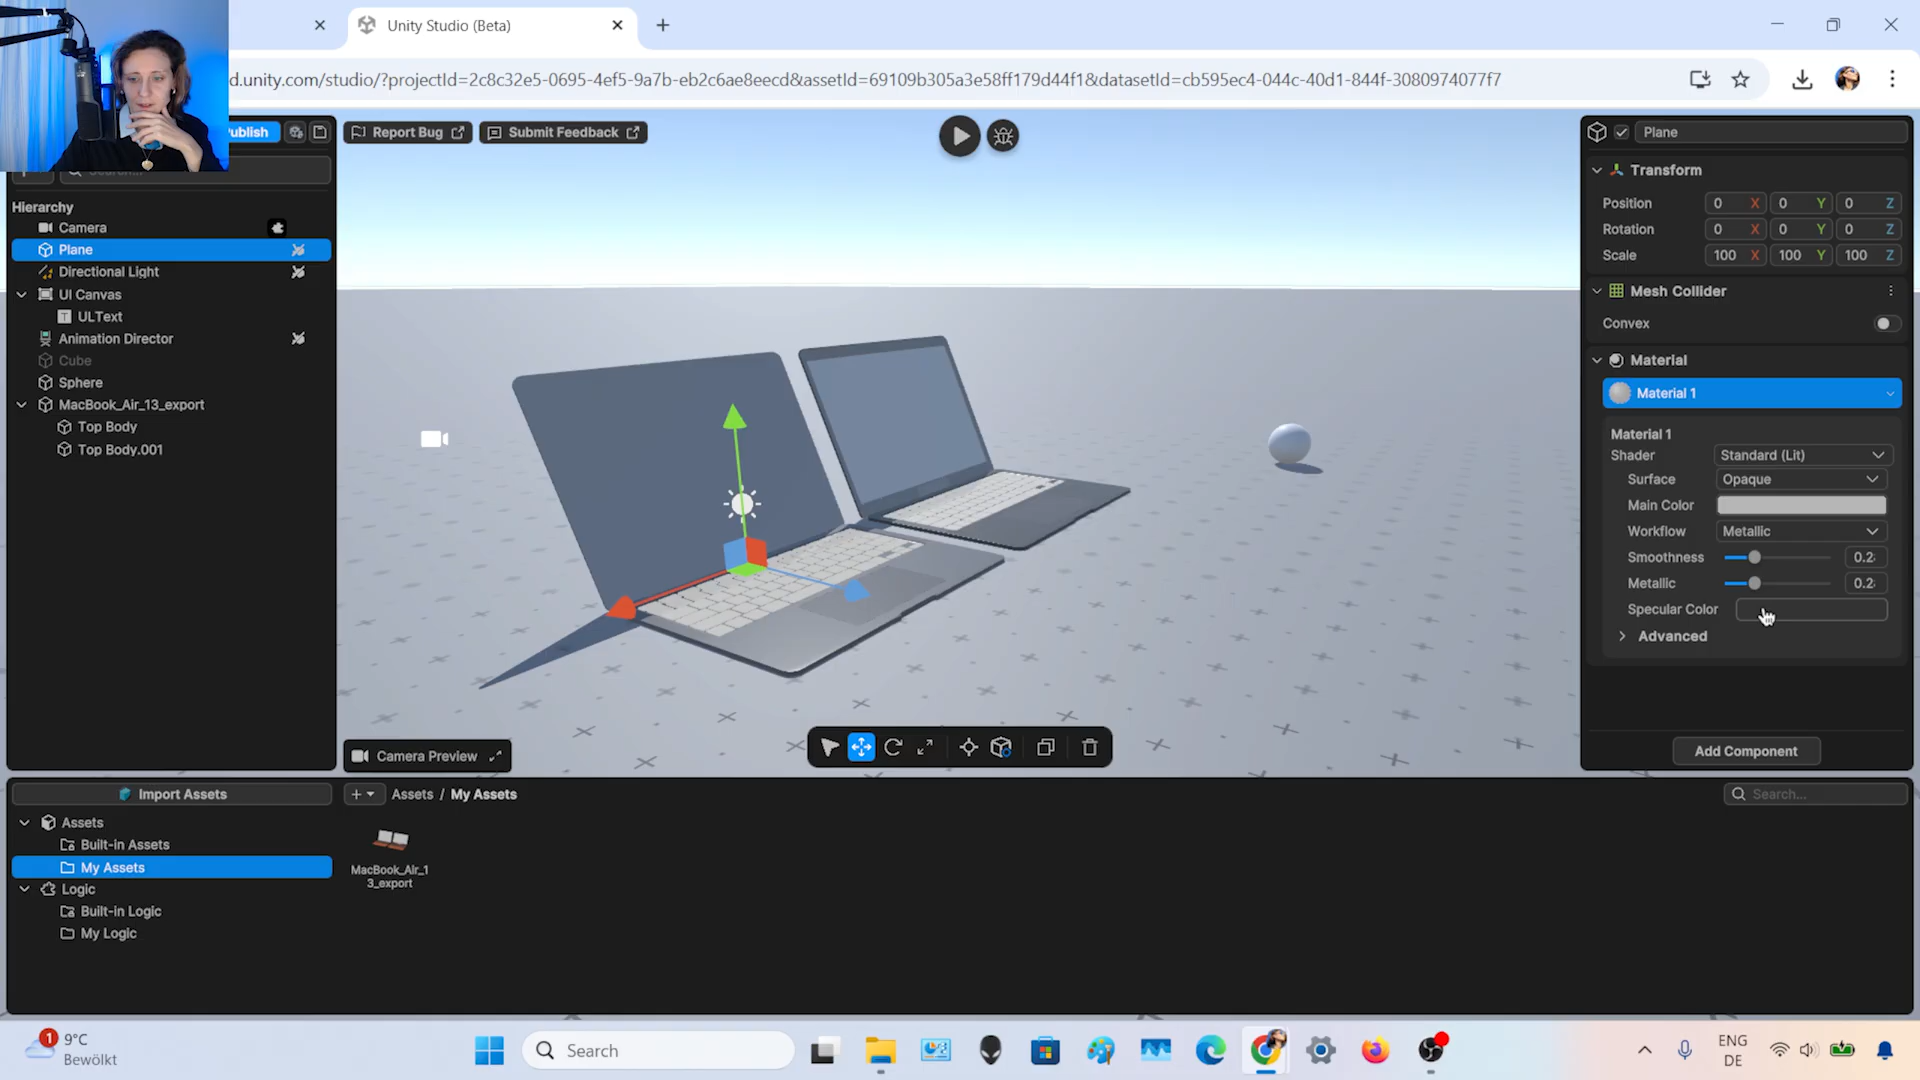 Unity Studio (Beta)
d.unity.com/studio/?projectId=2c8c32e5-0695-4ef5-9a7b-eb2c6ae8eecd&assetId=69109b305a3e58ff179d44f1&datasetId=cb595ec4-044c-40d1-844f-3080974077f7
ublish
Report Bug
Submit Feedback
Hierarchy
Camera
Plane
Directional Light
UI Canvas
ULText
Animation Director
Cube
Sphere
MacBook_Air_13_export
Top Body
Top Body.001
Camera Preview
Plane
Transform
Position 0 X 0 Y 0 Z
Rotation 0 X 0 Y 0 Z
Scale 100 X 100 Y 100 Z
Mesh Collider
Convex
Material
Material 1
Material 1
Shader Standard (Lit)
Surface Opaque
Main Color
Workflow Metallic
Smoothness 0.2
Metallic 0.2
Specular Color
Advanced
Add Component
Import Assets
Assets / My Assets
Search...
Assets
Built-in Assets
My Assets
Logic
Built-in Logic
My Logic
MacBook_Air_1
3_export
1
9°C
Bewölkt
Search
ENG
DE